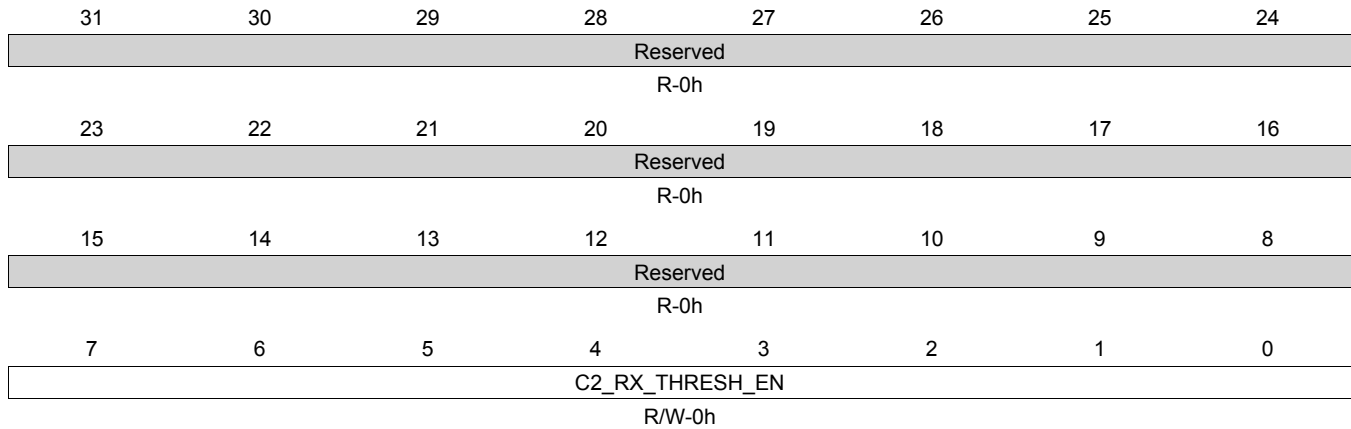 31 30 29 28 27 26 25 24
Reserved
R-0h
23 22 21 20 19 18 17 16
Reserved
R-0h
15 14 13 12 11 10 9 8
Reserved
R-0h
7 6 5 4 3 2 1 0
C2_RX_THRESH_EN
R/W-0h